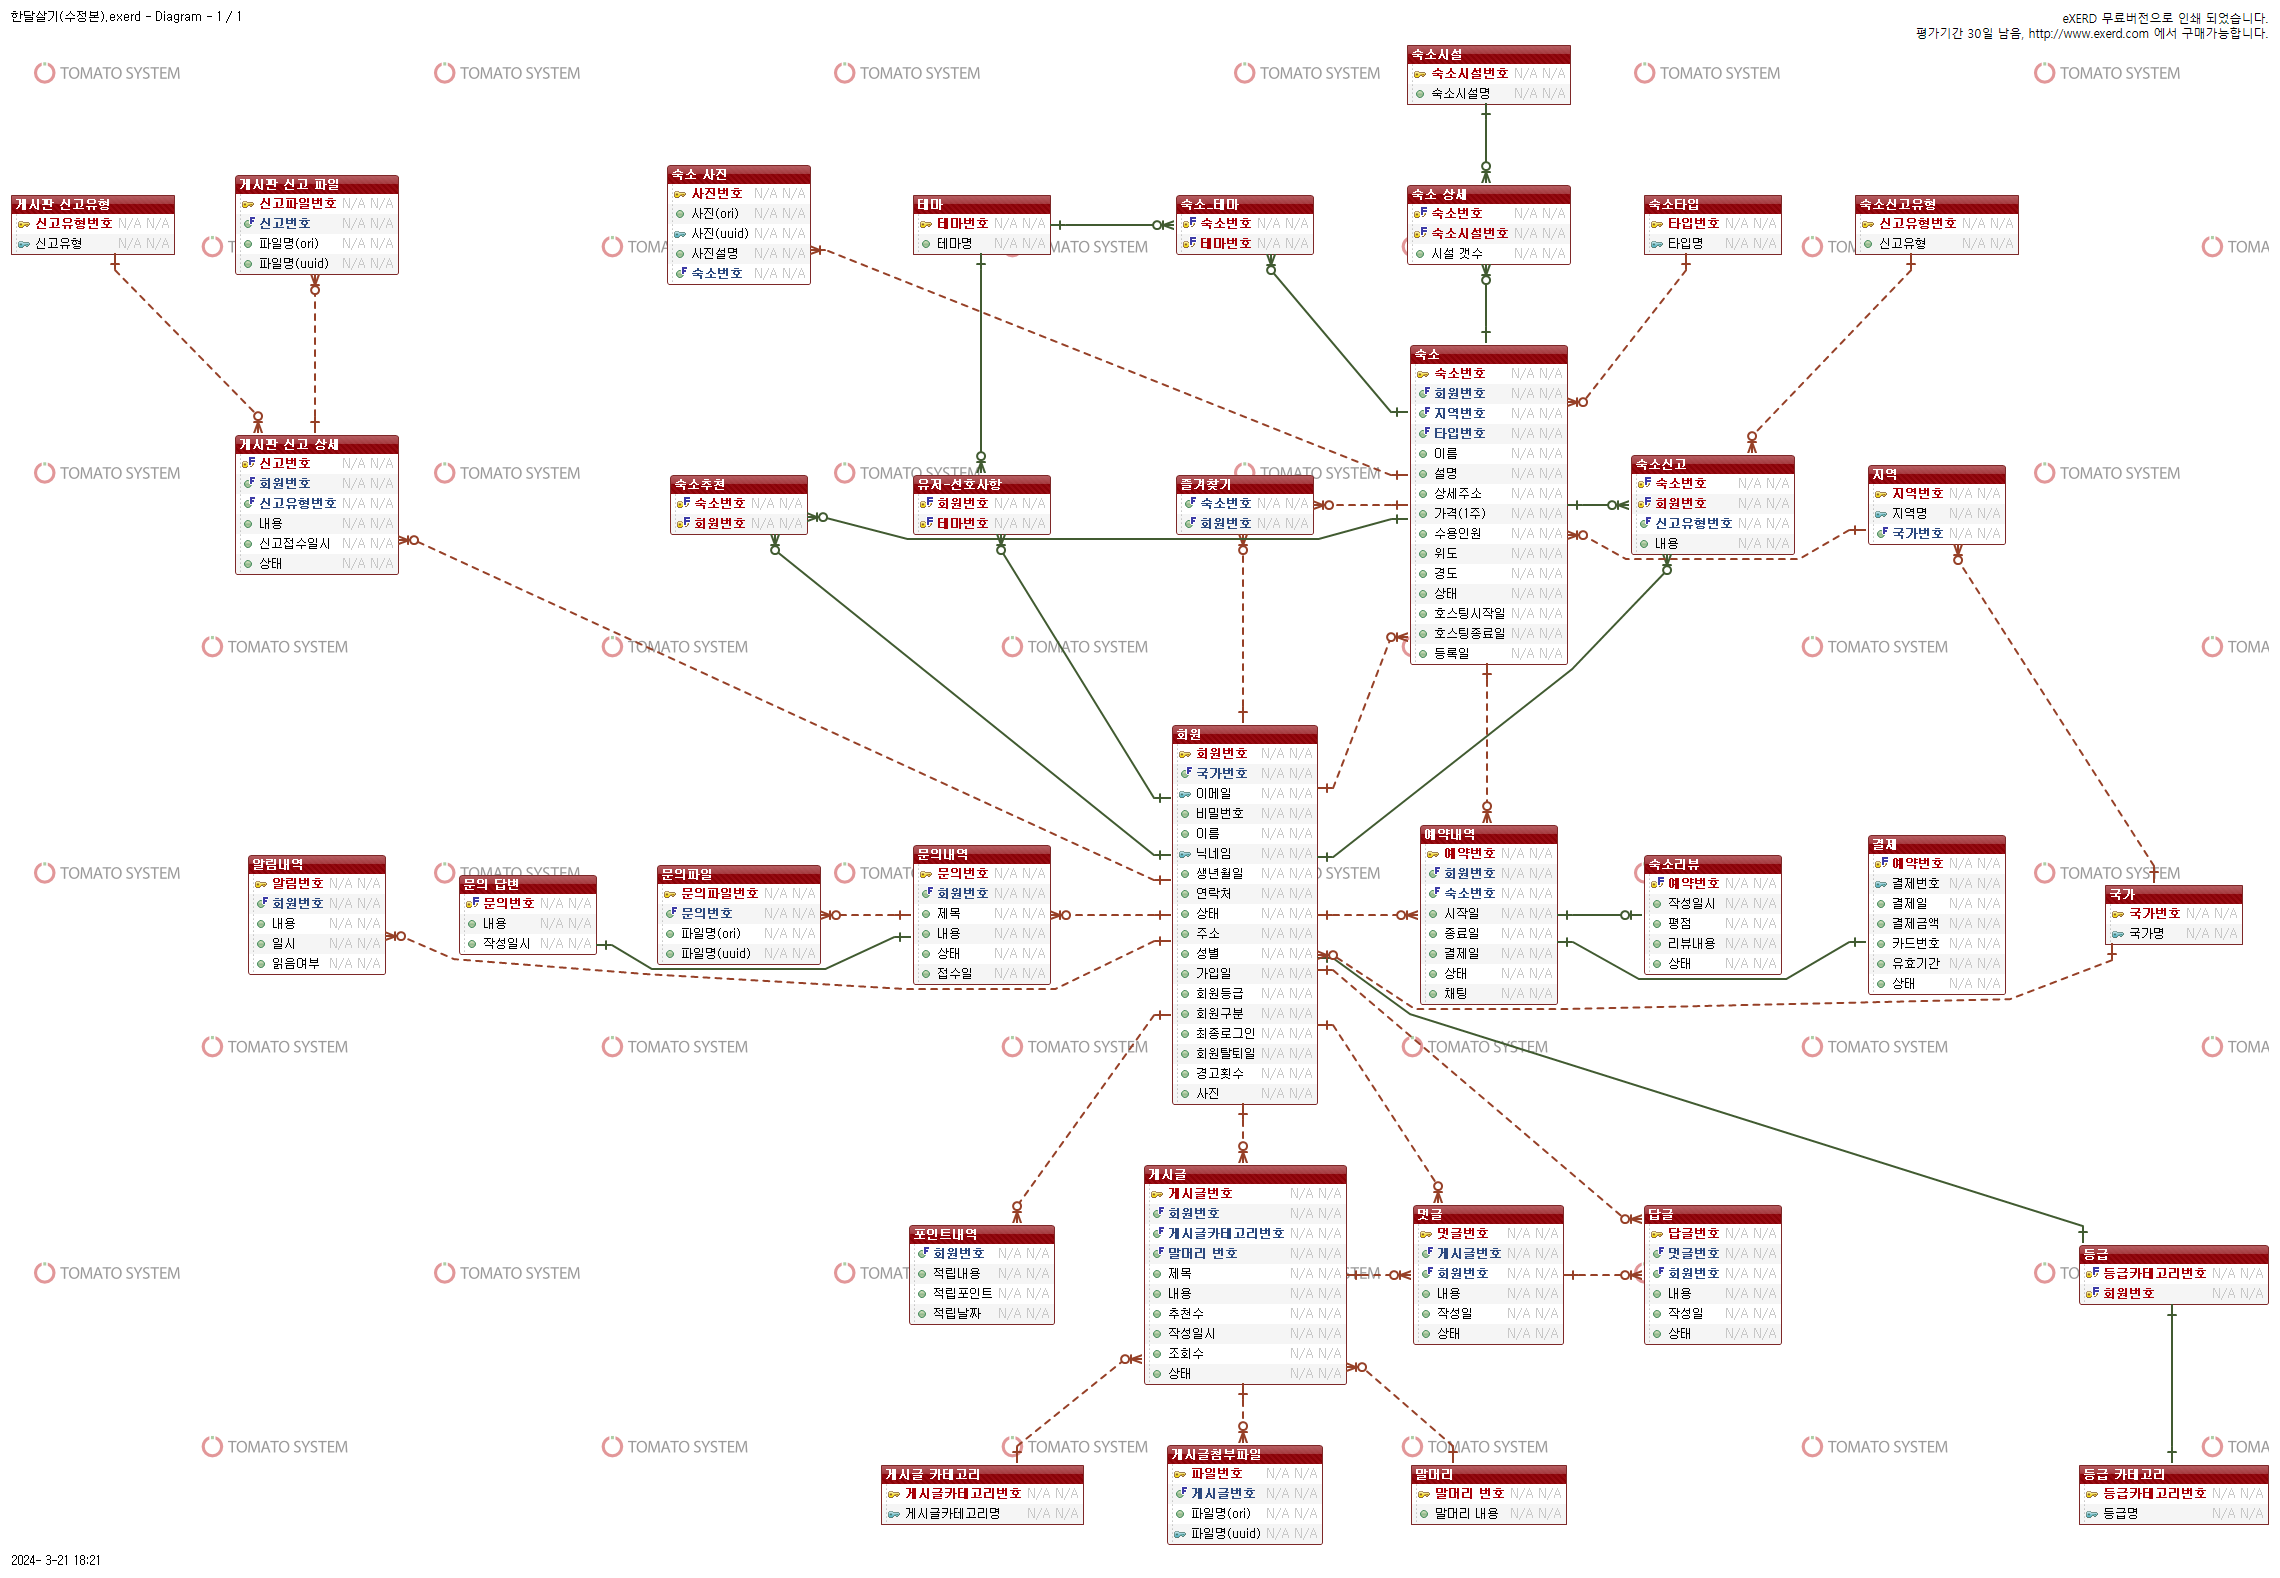 한달살기(수정본),exerd - Diagram - 1 / 1
eXERD 무료버전으로 인쇄 되었습니다.
평가기간 30일 남음, http://www.exerd.com 에서 구매가능합니다.
TOMATO SYSTEM
숙소시설
숙소시설번호 N/A N/A
숙소시설명 N/A N/A
게시판 신고유형
신고유형번호 N/A N/A
신고유형 N/A N/A
게시판 신고 파일
신고파일번호 N/A N/A
신고번호 N/A N/A
파일명(ori) N/A N/A
파일명(uuid) N/A N/A
숙소 사진
사진번호 N/A N/A
사진(ori) N/A N/A
사진(uuid) N/A N/A
사진설명 N/A N/A
숙소번호 N/A N/A
테마
테마번호 N/A N/A
테마명 N/A N/A
숙소_테마
숙소번호 N/A N/A
테마번호 N/A N/A
숙소 상세
숙소번호 N/A N/A
숙소시설번호 N/A N/A
시설 갯수 N/A N/A
숙소타입
타입번호 N/A N/A
타입명 N/A N/A
숙소신고유형
신고유형번호 N/A N/A
신고유형 N/A N/A
숙소
숙소번호 N/A N/A
회원번호 N/A N/A
지역번호 N/A N/A
타입번호 N/A N/A
이름 N/A N/A
설명 N/A N/A
상세주소 N/A N/A
가격(1주) N/A N/A
수용인원 N/A N/A
위도 N/A N/A
경도 N/A N/A
상태 N/A N/A
호스팅시작일 N/A N/A
호스팅종료일 N/A N/A
등록일 N/A N/A
게시판 신고 상세
신고번호 N/A N/A
회원번호 N/A N/A
신고유형번호 N/A N/A
내용 N/A N/A
신고접수일시 N/A N/A
상태 N/A N/A
숙소추천
숙소번호 N/A N/A
회원번호 N/A N/A
유저-선호사항
회원번호 N/A N/A
테마번호 N/A N/A
즐겨찾기
숙소번호 N/A N/A
회원번호 N/A N/A
숙소신고
숙소번호 N/A N/A
회원번호 N/A N/A
신고유형번호 N/A N/A
내용 N/A N/A
지역
지역번호 N/A N/A
지역명 N/A N/A
국가번호 N/A N/A
회원
회원번호 N/A N/A
국가번호 N/A N/A
이메일 N/A N/A
비밀번호 N/A N/A
이름 N/A N/A
닉네임 N/A N/A
생년월일 N/A N/A
연락처 N/A N/A
상태 N/A N/A
주소 N/A N/A
성별 N/A N/A
가입일 N/A N/A
회원등급 N/A N/A
회원구분 N/A N/A
최종로그인 N/A N/A
회원탈퇴일 N/A N/A
경고횟수 N/A N/A
사진 N/A N/A
알림내역
알림번호 N/A N/A
회원번호 N/A N/A
내용 N/A N/A
일시 N/A N/A
읽음여부 N/A N/A
문의 답변
문의번호 N/A N/A
내용 N/A N/A
작성일시 N/A N/A
문의파일
문의파일번호 N/A N/A
문의번호 N/A N/A
파일명(ori) N/A N/A
파일명(uuid) N/A N/A
문의내역
문의번호 N/A N/A
회원번호 N/A N/A
제목 N/A N/A
내용 N/A N/A
상태 N/A N/A
접수일 N/A N/A
예약내역
예약번호 N/A N/A
회원번호 N/A N/A
숙소번호 N/A N/A
시작일 N/A N/A
종료일 N/A N/A
결제일 N/A N/A
상태 N/A N/A
채팅 N/A N/A
숙소리뷰
예약번호 N/A N/A
작성일시 N/A N/A
평점 N/A N/A
리뷰내용 N/A N/A
상태 N/A N/A
결제
예약번호 N/A N/A
결제번호 N/A N/A
결제일 N/A N/A
결제금액 N/A N/A
카드번호 N/A N/A
유효기간 N/A N/A
상태 N/A N/A
국가
국가번호 N/A N/A
국가명 N/A N/A
포인트내역
회원번호 N/A N/A
적립내용 N/A N/A
적립포인트 N/A N/A
적립날짜 N/A N/A
게시글
게시글번호 N/A N/A
회원번호 N/A N/A
게시글카테고리번호 N/A N/A
말머리 번호 N/A N/A
제목 N/A N/A
내용 N/A N/A
추천수 N/A N/A
작성일시 N/A N/A
조회수 N/A N/A
상태 N/A N/A
댓글
댓글번호 N/A N/A
게시글번호 N/A N/A
회원번호 N/A N/A
내용 N/A N/A
작성일 N/A N/A
상태 N/A N/A
답글
답글번호 N/A N/A
댓글번호 N/A N/A
회원번호 N/A N/A
내용 N/A N/A
작성일 N/A N/A
상태 N/A N/A
등급
등급카테고리번호 N/A N/A
회원번호 N/A N/A
게시글 카테고리
게시글카테고리번호 N/A N/A
게시글카테고리명 N/A N/A
게시글첨부파일
파일번호 N/A N/A
게시글번호 N/A N/A
파일명(ori) N/A N/A
파일명(uuid) N/A N/A
말머리
말머리 번호 N/A N/A
말머리 내용 N/A N/A
등급 카테고리
등급카테고리번호 N/A N/A
등급명 N/A N/A
2024- 3-21 18:21